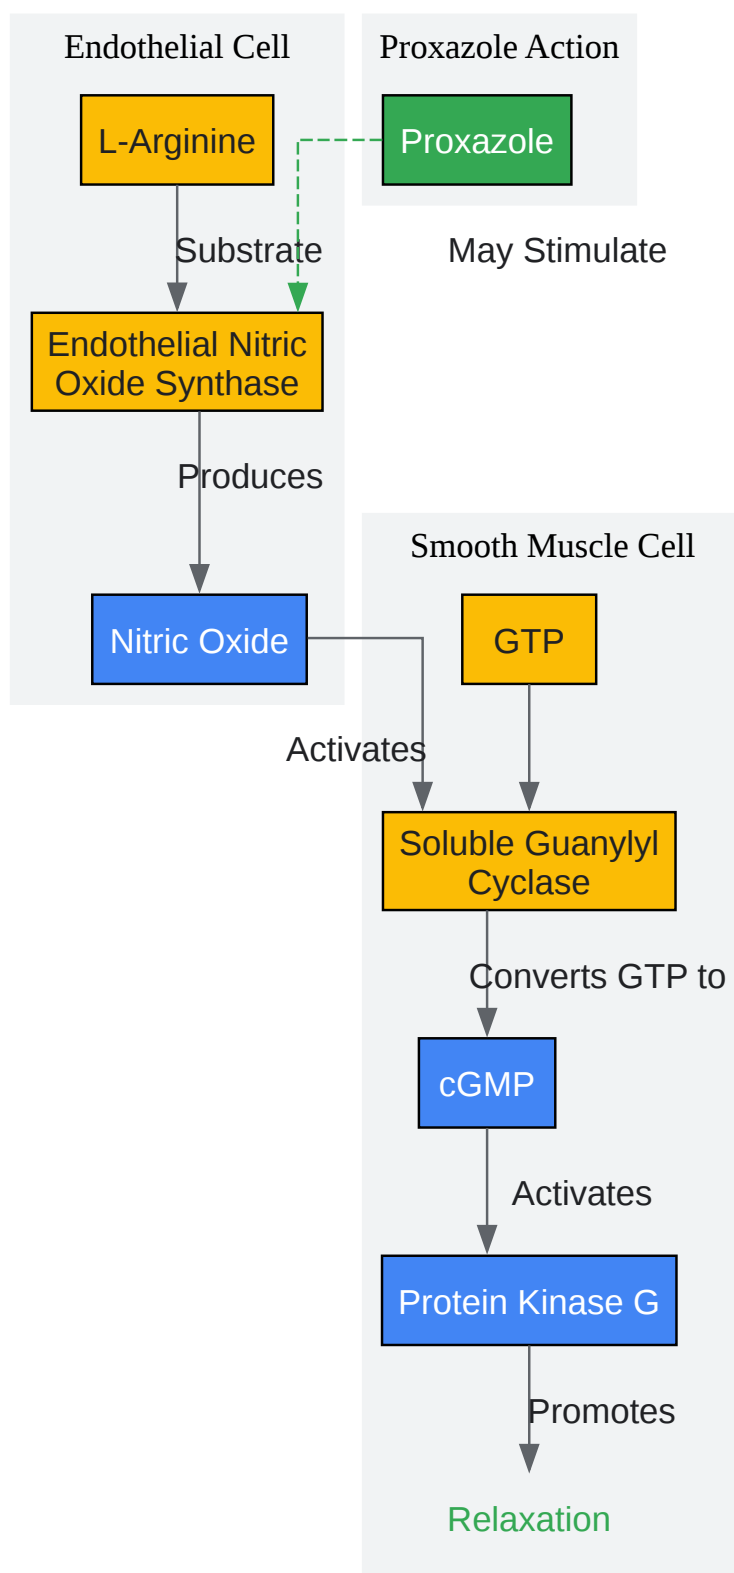 Endothelial Cell
Proxazole Action
L-Arginine
Proxazole
Substrate
May Stimulate
Endothelial Nitric
Oxide Synthase
Produces
Smooth Muscle Cell
Nitric Oxide
GTP
Activates
Soluble Guanylyl
Cyclase
Converts GTP to
cGMP
Activates
Protein Kinase G
Promotes
Relaxation